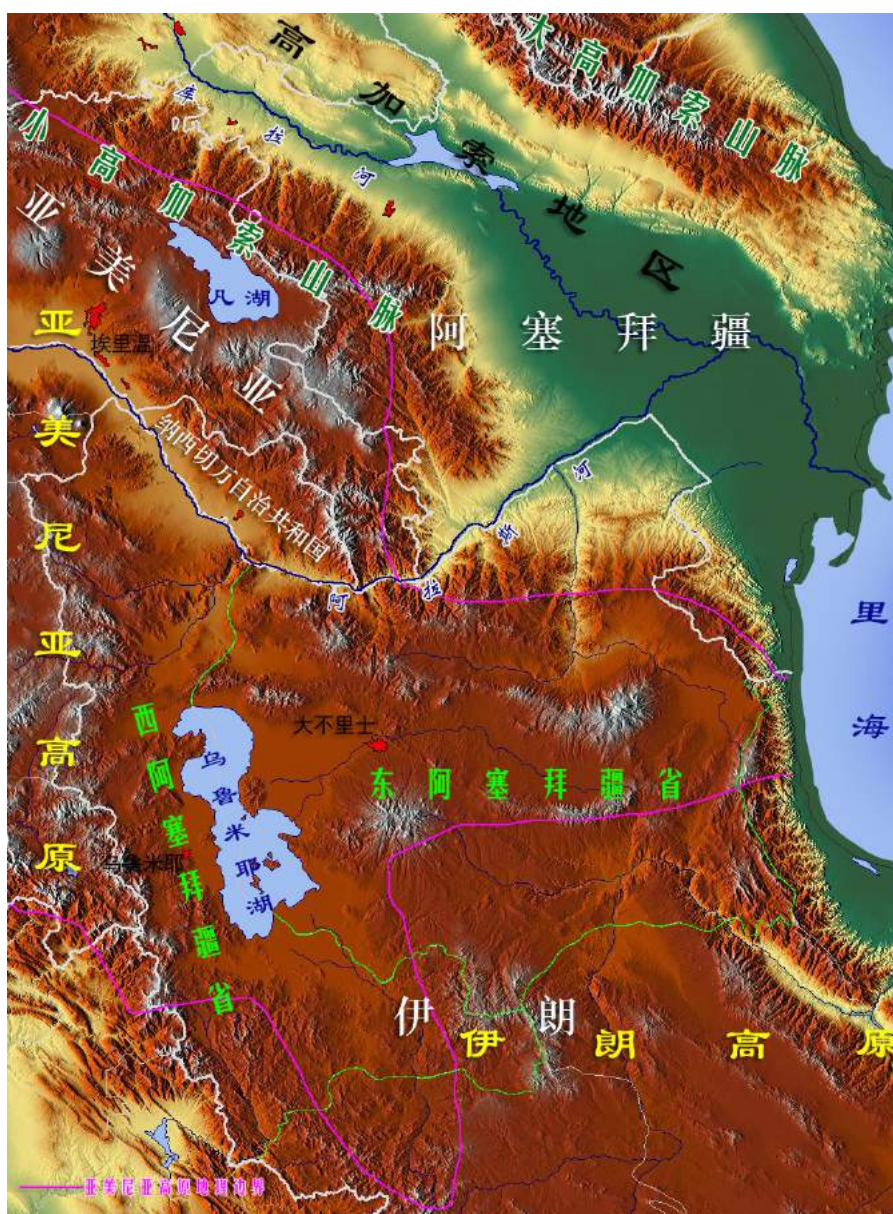 大高加索山脉
高加索地区
库拉河
小高加索山脉
亚美尼亚
凡湖
阿塞拜疆
埃里温
亚美尼亚高原
纳西切万自治共和国
阿拉斯河
里海
西阿塞拜疆省
大不里士
乌鲁米耶湖
东阿塞拜疆省
乌鲁米耶
伊朗
伊朗高原
亚美尼亚高原地理边界